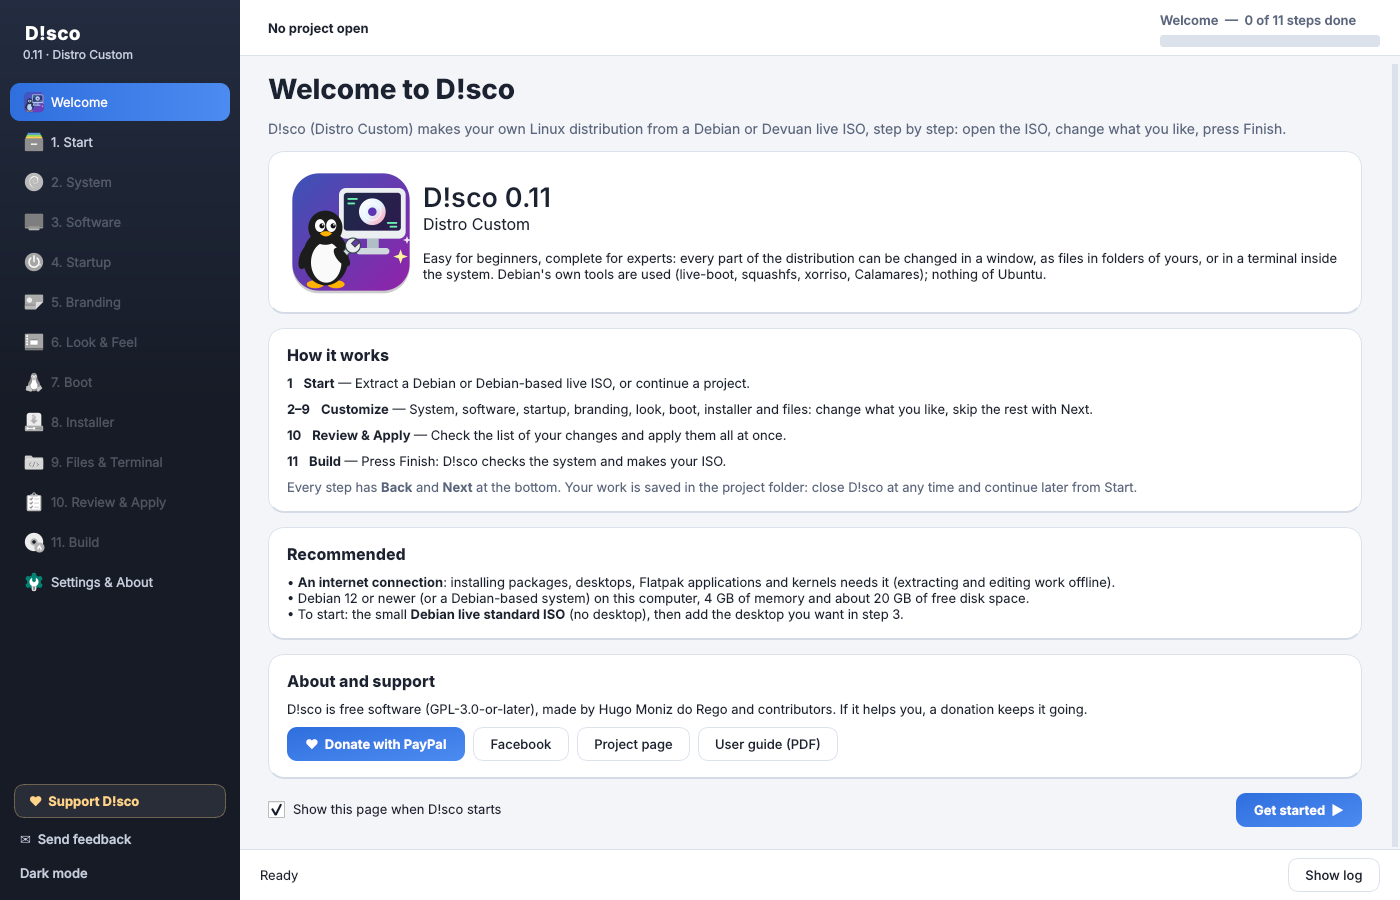 D!sco
0.11 · Distro Custom
Welcome
1. Start
2. System
3. Software
4. Startup
5. Branding
6. Look & Feel
7. Boot
8. Installer
9. Files & Terminal
10. Review & Apply
11. Build
Settings & About
♥ Support D!sco
✉ Send feedback
Dark mode
No project open
Welcome — 0 of 11 steps done
Welcome to D!sco
D!sco (Distro Custom) makes your own Linux distribution from a Debian or Devuan live ISO, step by step: open the ISO, change what you like, press Finish.
D!sco 0.11
Distro Custom
Easy for beginners, complete for experts: every part of the distribution can be changed in a window, as files in folders of yours, or in a terminal inside
the system. Debian's own tools are used (live-boot, squashfs, xorriso, Calamares); nothing of Ubuntu.
How it works
1 Start — Extract a Debian or Debian-based live ISO, or continue a project.
2–9 Customize — System, software, startup, branding, look, boot, installer and files: change what you like, skip the rest with Next.
10 Review & Apply — Check the list of your changes and apply them all at once.
11 Build — Press Finish: D!sco checks the system and makes your ISO.
Every step has Back and Next at the bottom. Your work is saved in the project folder: close D!sco at any time and continue later from Start.
Recommended
• An internet connection: installing packages, desktops, Flatpak applications and kernels needs it (extracting and editing work offline).
• Debian 12 or newer (or a Debian-based system) on this computer, 4 GB of memory and about 20 GB of free disk space.
• To start: the small Debian live standard ISO (no desktop), then add the desktop you want in step 3.
About and support
D!sco is free software (GPL-3.0-or-later), made by Hugo Moniz do Rego and contributors. If it helps you, a donation keeps it going.
♥ Donate with PayPal
Facebook
Project page
User guide (PDF)
Show this page when D!sco starts
Get started ▶
Ready
Show log